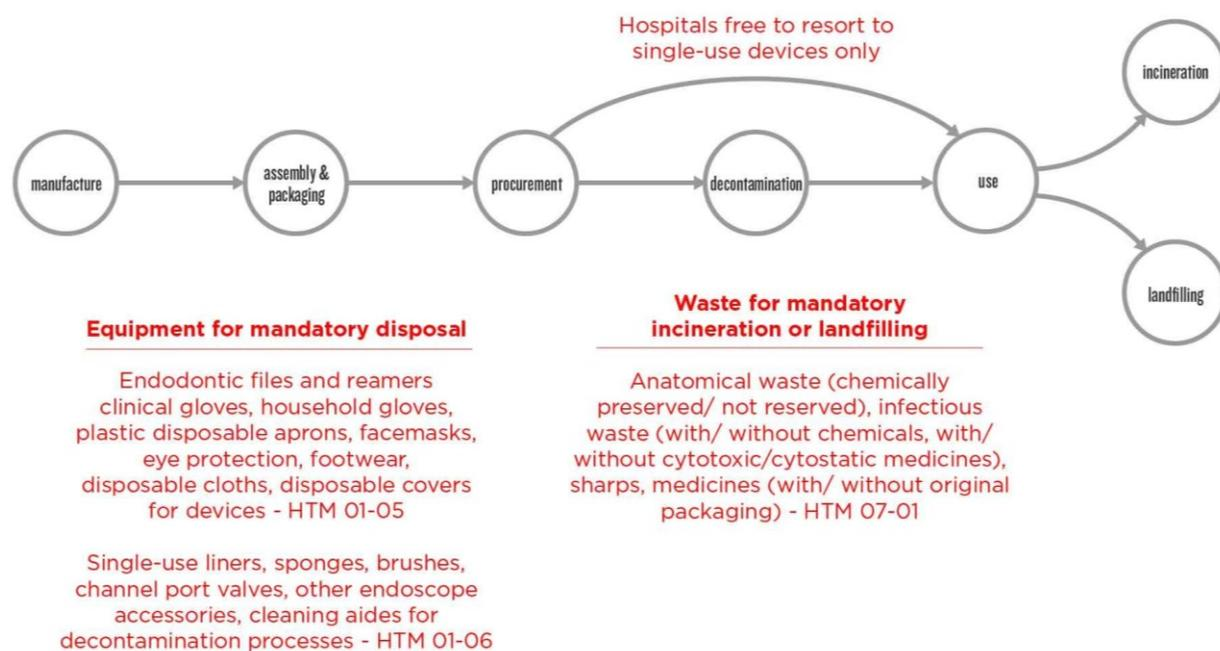 Hospitals free to resort to
single-use devices only
incineration
manufacture
assembly &
packaging
procurement
decontamination
use
landfilling
Equipment for mandatory disposal
Endodontic files and reamers
clinical gloves, household gloves,
plastic disposable aprons, facemasks,
eye protection, footwear,
disposable cloths, disposable covers
for devices - HTM 01-05
Single-use liners, sponges, brushes,
channel port valves, other endoscope
accessories, cleaning aides for
decontamination processes - HTM 01-06
Waste for mandatory
incineration or landfilling
Anatomical waste (chemically
preserved/ not reserved), infectious
waste (with/ without chemicals, with/
without cytotoxic/cytostatic medicines),
sharps, medicines (with/ without original
packaging) - HTM 07-01